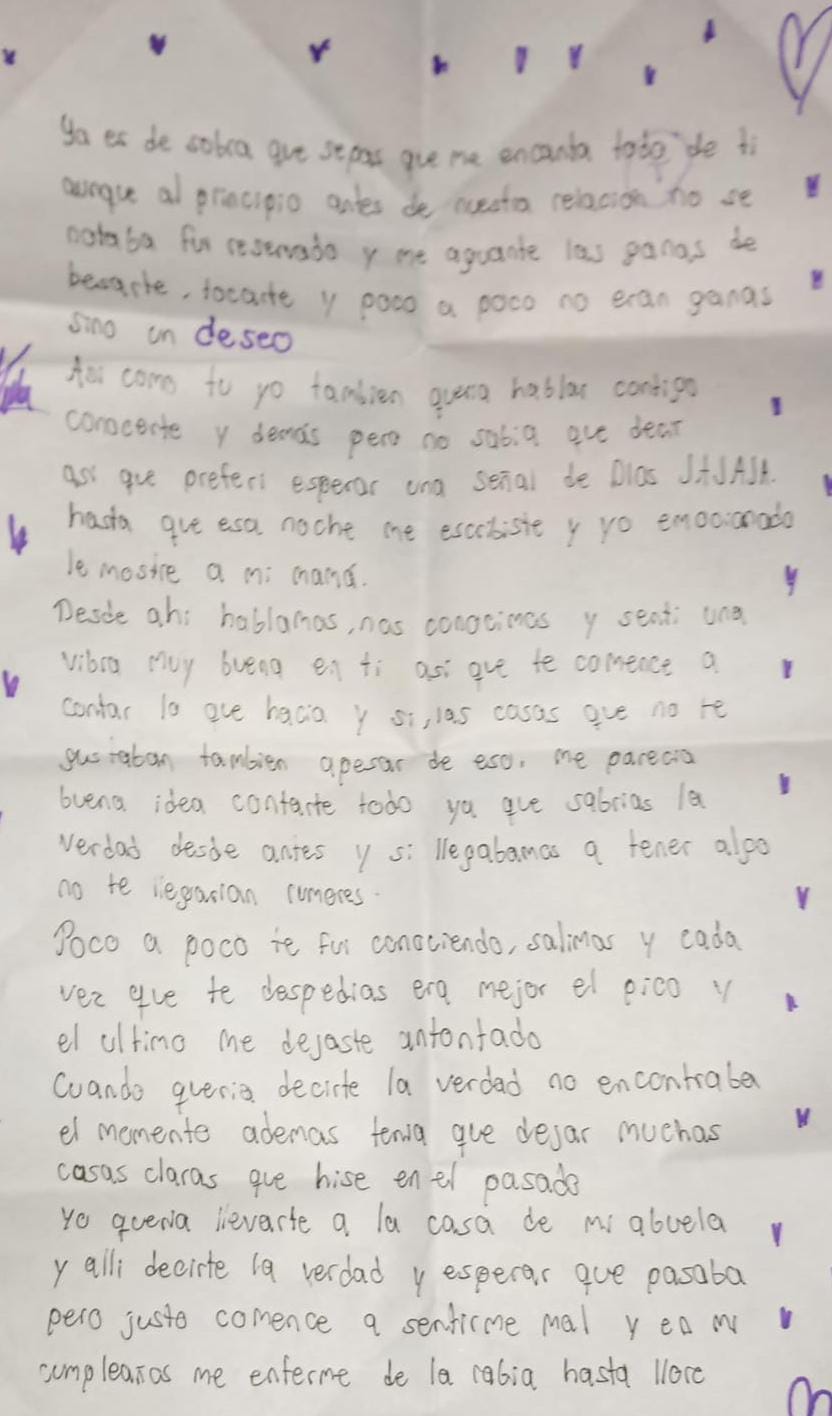 Ya es de sobra que sepas que me encanta todo de ti
aunque al principio antes de nuestra relación no se
notaba fui reservado y me aguante las ganas de
besarte, tocarte y poco a poco no eran ganas
sino un deseo
Asi como tu yo tambien queria hablar contigo
conocerte y demás pero no sabia que decir
asi que preferi esperar una señal de Dios JAJAJA.
hasta que esa noche me escribiste y yo emocionado
le mostre a mi mamá.
Desde ahi hablamos, nos conocimos y senti una
vibra muy buena en ti asi que te comence a
contar lo que hacia y si, las cosas que no te
gustaban tambien apesar de eso, me parecia
buena idea contarte todo ya que sabrias la
verdad desde antes y si llegabamos a tener algo
no te llegarian rumores.
Poco a poco te fui conociendo, salimos y cada
vez que te despedias era mejor el pico y
el ultimo me dejaste antontado
Cuando queria decirte la verdad no encontraba
el momento ademas tenia que dejar muchas
cosas claras que hise en el pasado
Yo queria llevarte a la casa de mi abuela
y alli decirte la verdad y esperar que pasaba
pero justo comence a sentirme mal y en mi
cumpleaños me enferme de la rabia hasta llore